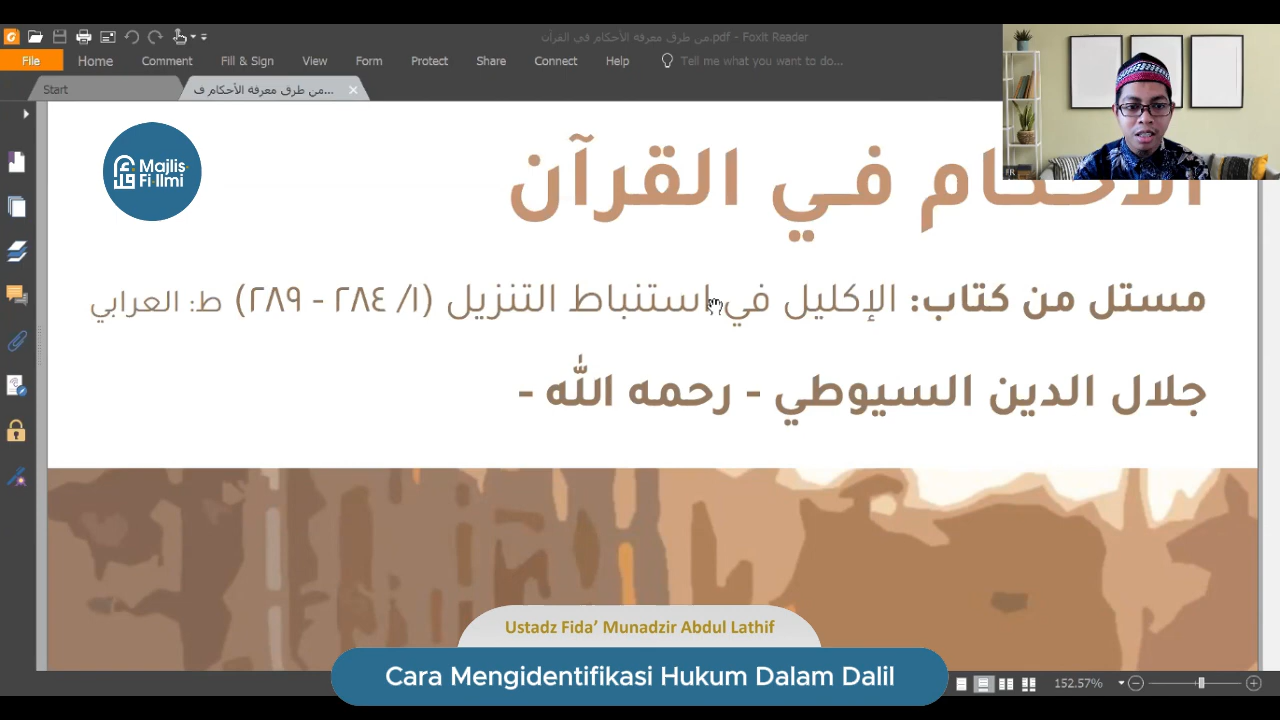 من طرق معرفة الأحكام في القرآن.pdf - Foxit Reader
File Home Comment Fill & Sign View Form Protect Share Connect Help Tell me what you want to do...
Start
من طرق معرفة الأحكام ف...
Majlis
Fi Ilmi
الأحكام في القرآن
مستل من كتاب: الإكليل في استنباط التنزيل (١/ ٢٨٤ - ٢٨٩) ط: العرابي
جلال الدين السيوطي - رحمه الله -
Ustadz Fida’ Munadzir Abdul Lathif
Cara Mengidentifikasi Hukum Dalam Dalil
152.57%